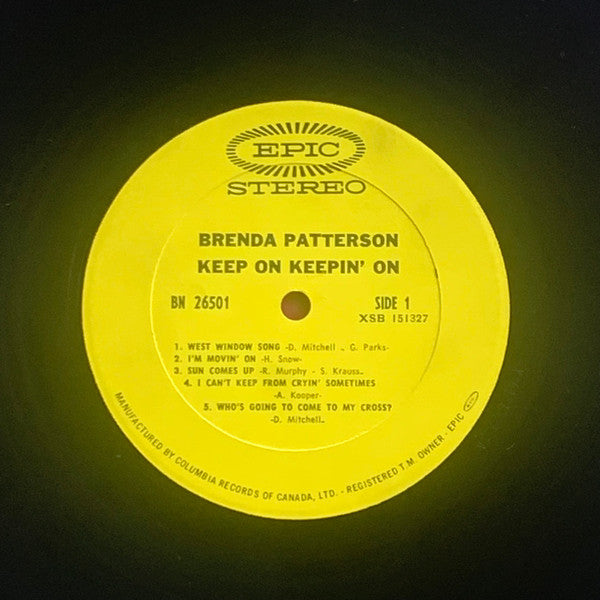 EPIC
STEREO
BRENDA PATTERSON
KEEP ON KEEPIN' ON
BN 26501
SIDE 1
XSB 151327
1. WEST WINDOW SONG -D. Mitchell - G. Parks-
2. I'M MOVIN' ON -H. Snow-
3. SUN COMES UP -R. Murphy - S. Krauss-
4. I CAN'T KEEP FROM CRYIN' SOMETIMES
-A. Kooper-
5. WHO'S GOING TO COME TO MY CROSS?
-D. Mitchell-
MANUFACTURED BY COLUMBIA RECORDS OF CANADA, LTD. - REGISTERED T.M. OWNER - EPIC